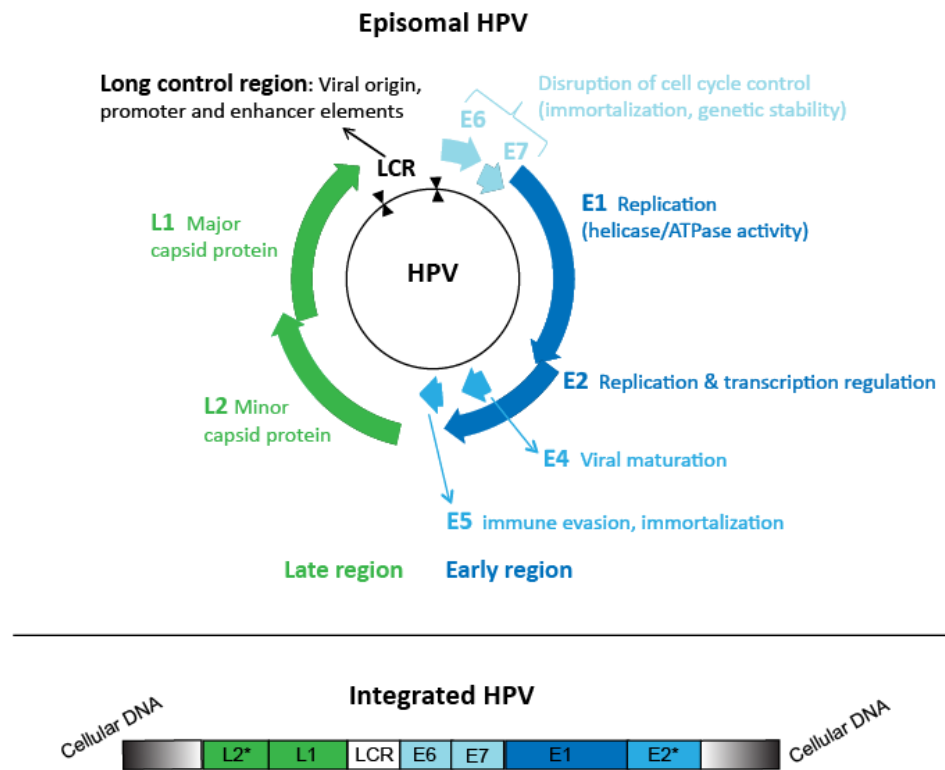 Episomal HPV
Long control region: Viral origin,
promoter and enhancer elements
Disruption of cell cycle control
(immortalization, genetic stability)
E6
E7
LCR
L1 Major
capsid protein
E1 Replication
(helicase/ATPase activity)
HPV
E2 Replication & transcription regulation
L2 Minor
capsid protein
E4 Viral maturation
E5 immune evasion, immortalization
Late region
Early region
Integrated HPV
Cellular DNA
L2*
L1
LCR
E6
E7
E1
E2*
Cellular DNA